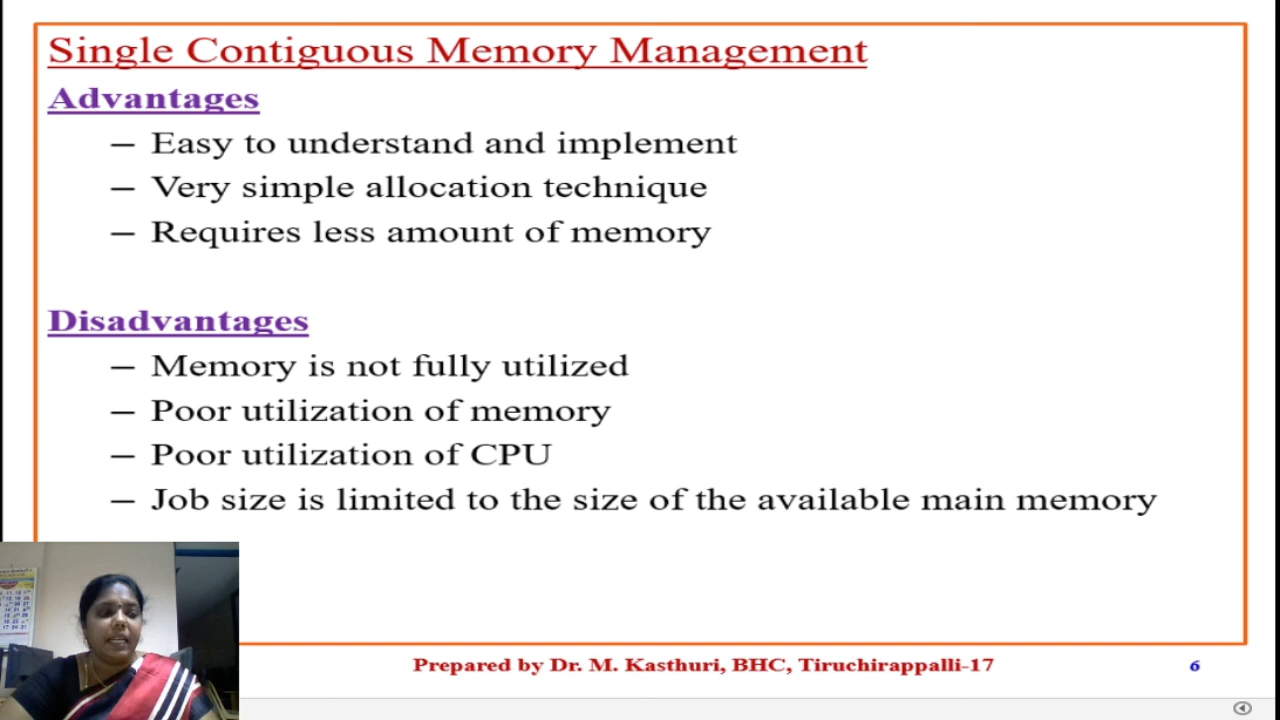 Single Contiguous Memory Management
Advantages
– Easy to understand and implement
– Very simple allocation technique
– Requires less amount of memory
Disadvantages
– Memory is not fully utilized
– Poor utilization of memory
– Poor utilization of CPU
– Job size is limited to the size of the available main memory
Prepared by Dr. M. Kasthuri, BHC, Tiruchirappalli-17
6